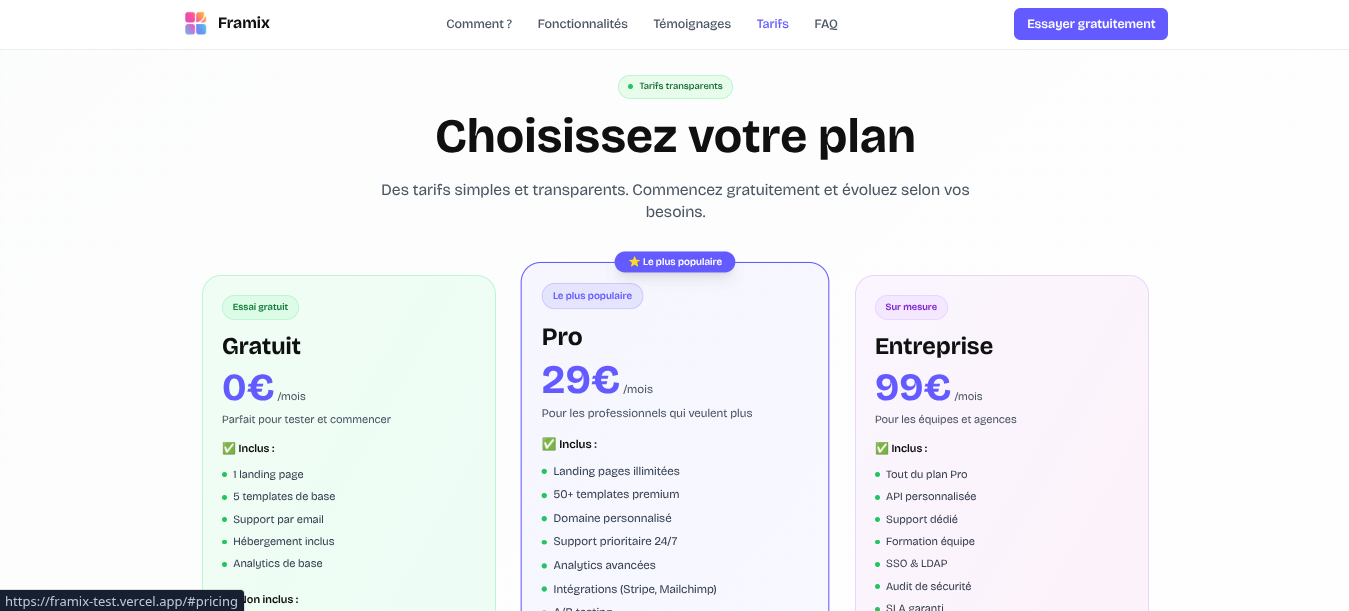 Framix
Comment ?
Fonctionnalités
Témoignages
Tarifs
FAQ
Essayer gratuitement
Tarifs transparents
Choisissez votre plan
Des tarifs simples et transparents. Commencez gratuitement et évoluez selon vos
besoins.
⭐ Le plus populaire
Essai gratuit
Gratuit
0€ /mois
Parfait pour tester et commencer
✅ Inclus :
1 landing page
5 templates de base
Support par email
Hébergement inclus
Analytics de base
Non inclus :
Le plus populaire
Pro
29€ /mois
Pour les professionnels qui veulent plus
✅ Inclus :
Landing pages illimitées
50+ templates premium
Domaine personnalisé
Support prioritaire 24/7
Analytics avancées
Intégrations (Stripe, Mailchimp)
A/B testing
Sur mesure
Entreprise
99€ /mois
Pour les équipes et agences
✅ Inclus :
Tout du plan Pro
API personnalisée
Support dédié
Formation équipe
SSO & LDAP
Audit de sécurité
SLA garanti
https://framix-test.vercel.app/#pricing